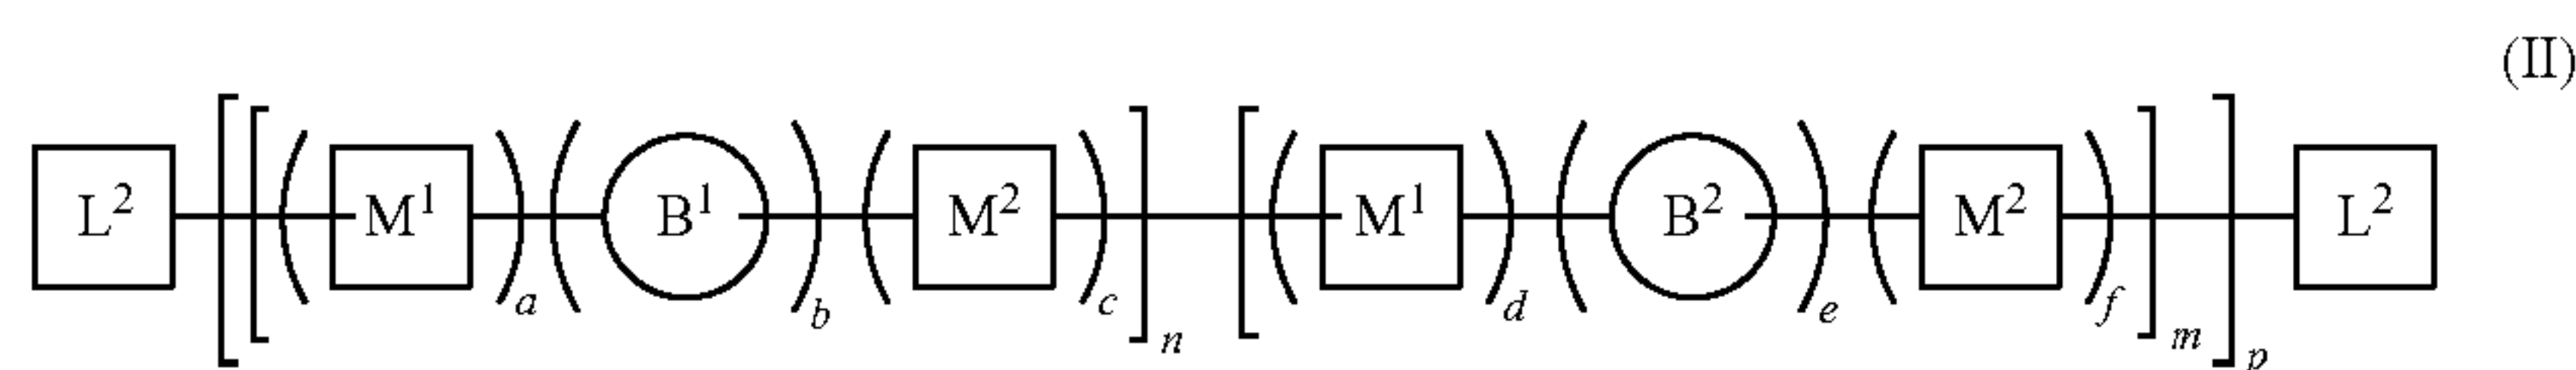 (II)
L² [[(M¹)a(B¹)b(M²)c]n[(M¹)d(B²)e(M²)f]m]p L²